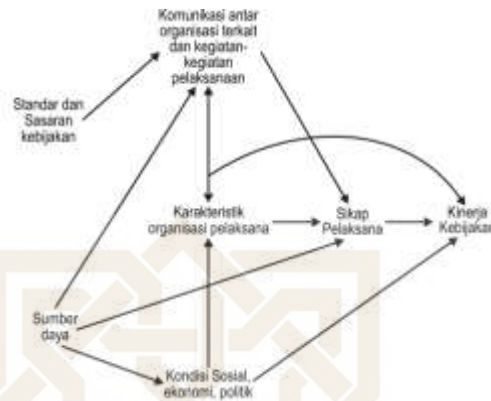 Komunikasi antar
organisasi terkait
dan kegiatan-
kegiatan
pelaksanaan
Standar dan
Sasaran
kebijakan
Karakteristik
organisasi pelaksana
Sikap
Pelaksana
Kinerja
Kebijakan
Sumber
daya
Kondisi Sosial,
ekonomi, politik